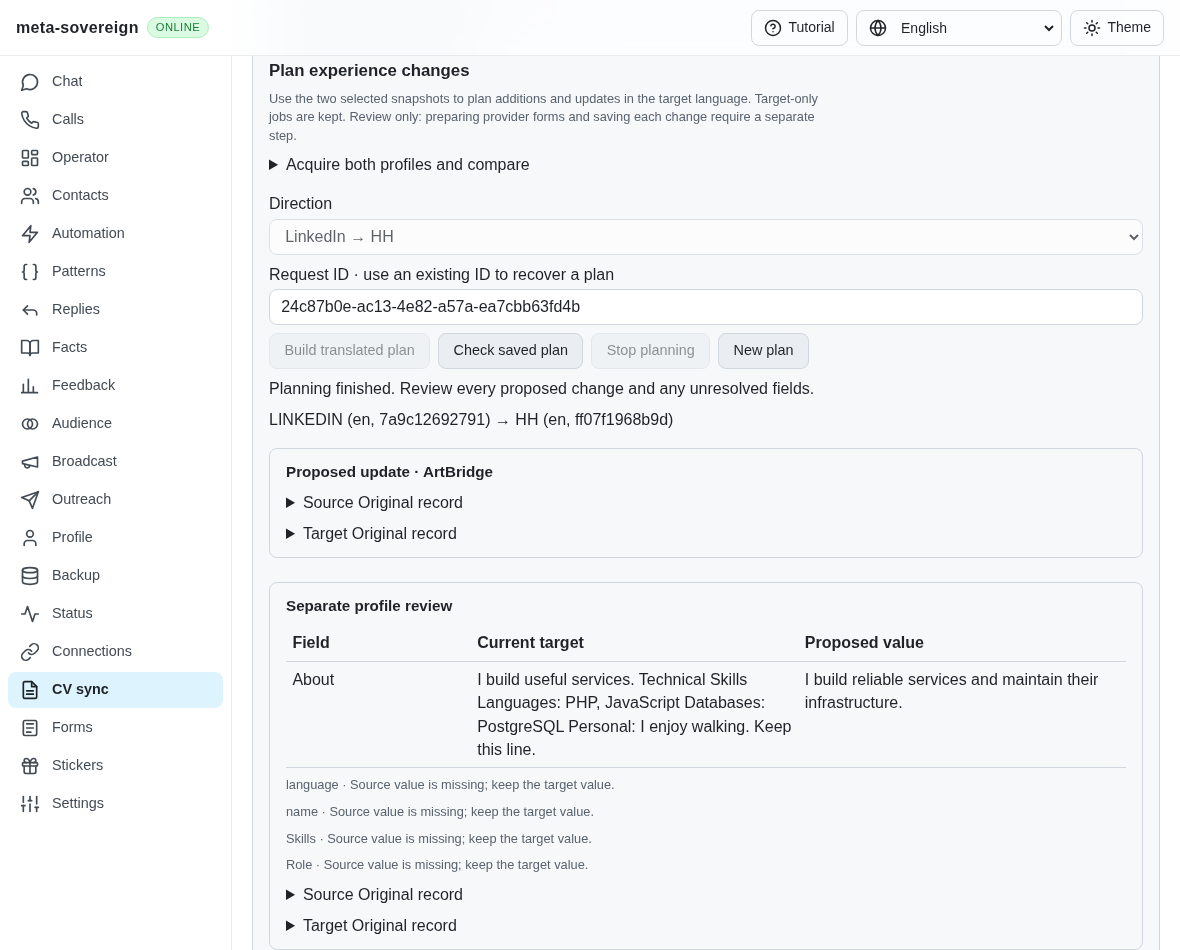 meta-sovereign ONLINE
Tutorial
English
Theme
Chat
Calls
Operator
Contacts
Automation
Patterns
Replies
Facts
Feedback
Audience
Broadcast
Outreach
Profile
Backup
Status
Connections
CV sync
Forms
Stickers
Settings
Plan experience changes
Use the two selected snapshots to plan additions and updates in the target language. Target-only
jobs are kept. Review only: preparing provider forms and saving each change require a separate
step.
Acquire both profiles and compare
Direction
LinkedIn → HH
Request ID · use an existing ID to recover a plan
24c87b0e-ac13-4e82-a57a-ea7cbb63fd4b
Build translated plan Check saved plan Stop planning New plan
Planning finished. Review every proposed change and any unresolved fields.
LINKEDIN (en, 7a9c12692791) → HH (en, ff07f1968b9d)
Proposed update · ArtBridge
Source Original record
Target Original record
Separate profile review
Field Current target Proposed value
About
I build useful services. Technical Skills
Languages: PHP, JavaScript Databases:
PostgreSQL Personal: I enjoy walking. Keep
this line.
I build reliable services and maintain their
infrastructure.
language · Source value is missing; keep the target value.
name · Source value is missing; keep the target value.
Skills · Source value is missing; keep the target value.
Role · Source value is missing; keep the target value.
Source Original record
Target Original record